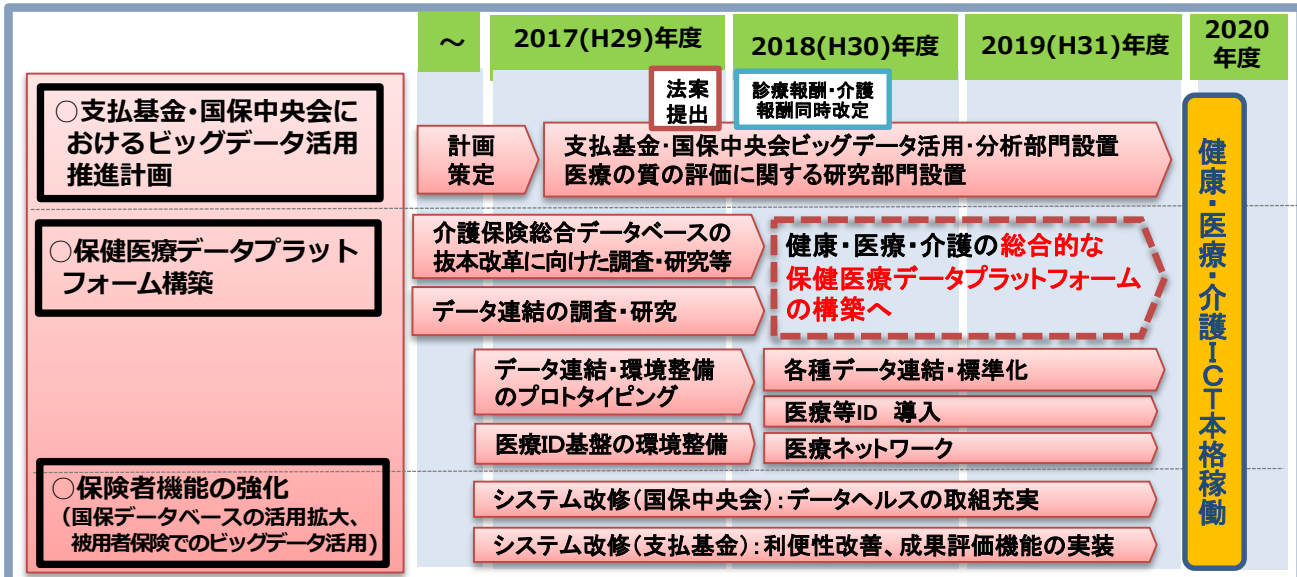 ～
2017(H29)年度
2018(H30)年度
2019(H31)年度
2020
年度
法案
提出
診療報酬・介護
報酬同時改定
○支払基金・国保中央会に
おけるビッグデータ活用
推進計画
計画
策定
支払基金・国保中央会ビッグデータ活用・分析部門設置
医療の質の評価に関する研究部門設置
○保健医療データプラット
フォーム構築
介護保険総合データベースの
抜本改革に向けた調査・研究等
データ連結の調査・研究
健康・医療・介護の総合的な
保健医療データプラットフォーム
の構築へ
データ連結・環境整備
のプロトタイピング
各種データ連結・標準化
医療等ID 導入
医療ID基盤の環境整備
医療ネットワーク
○保険者機能の強化
（国保データベースの活用拡大、
被用者保険でのビッグデータ活用）
システム改修（国保中央会）：データヘルスの取組充実
システム改修（支払基金）：利便性改善、成果評価機能の実装
健康・医療・介護ICT本格稼働